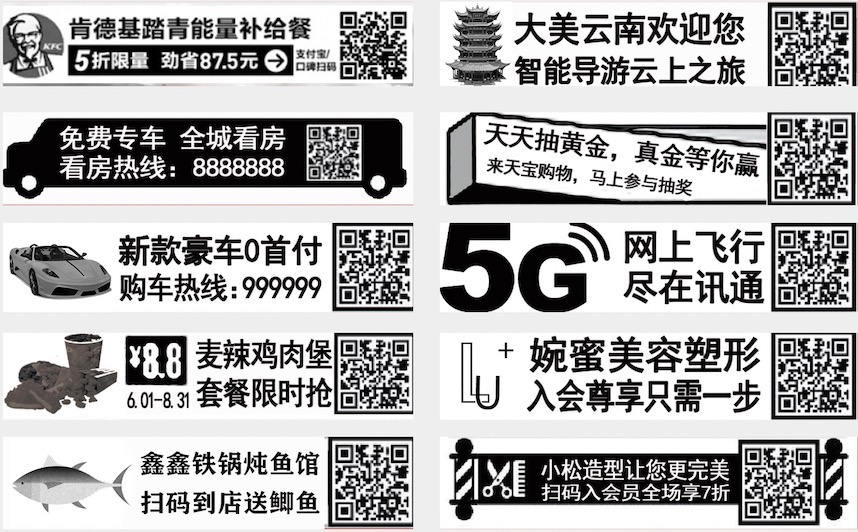 肯德基踏青能量补给餐
KFC
5折限量 劲省87.5元
支付宝/
口碑扫码
大美云南欢迎您
智能导游云上之旅
免费专车 全城看房
看房热线：8888888
天天抽黄金，真金等你赢
来天宝购物，马上参与抽奖
新款豪车0首付
购车热线:999999
5G
网上飞行
尽在讯通
¥8.8
6.01-8.31
麦辣鸡肉堡
套餐限时抢
LU+
婉蜜美容塑形
入会尊享只需一步
鑫鑫铁锅炖鱼馆
扫码到店送鲫鱼
小松造型让您更完美
扫码入会员全场享7折